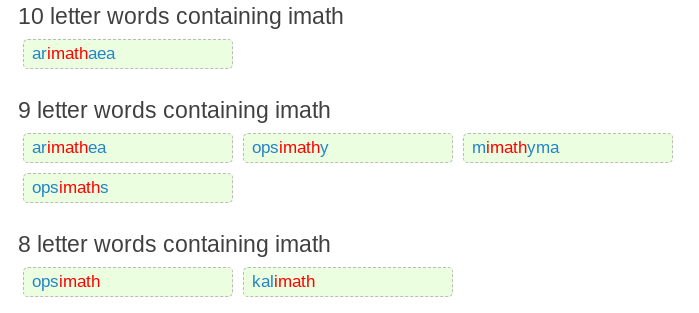 10 letter words containing imath
arimathaea
9 letter words containing imath
arimathea opsimathy mimathyma
opsimaths
8 letter words containing imath
opsimath kalimath